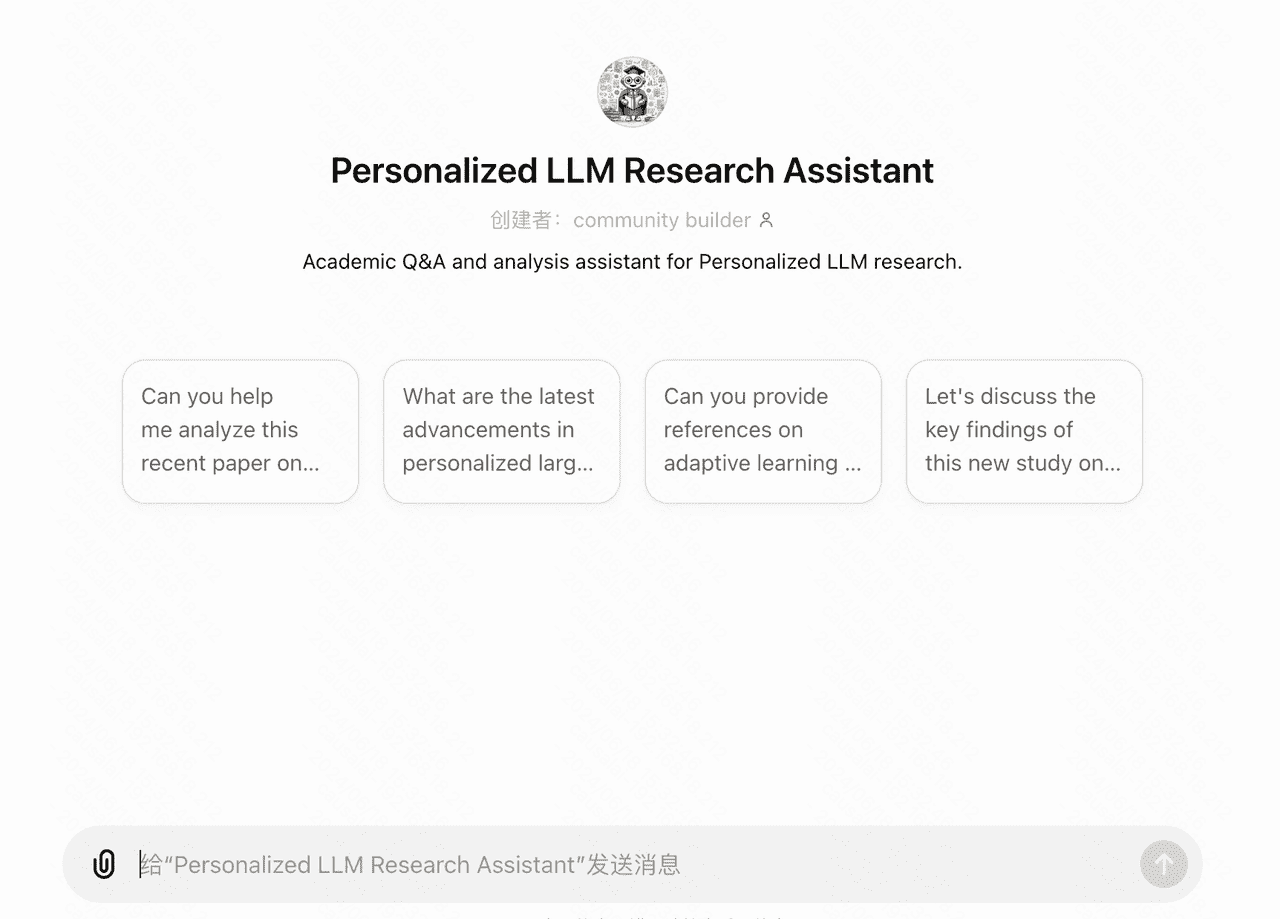 Personalized LLM Research Assistant
创建者：community builder
Academic Q&A and analysis assistant for Personalized LLM research.
Can you help
me analyze this
recent paper on...
What are the latest
advancements in
personalized larg...
Can you provide
references on
adaptive learning ...
Let's discuss the
key findings of
this new study on...
给“Personalized LLM Research Assistant”发送消息